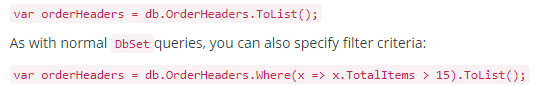 var orderHeaders = db.OrderHeaders.ToList();
As with normal DbSet queries, you can also specify filter criteria:
var orderHeaders = db.OrderHeaders.Where(x => x.TotalItems > 15).ToList();